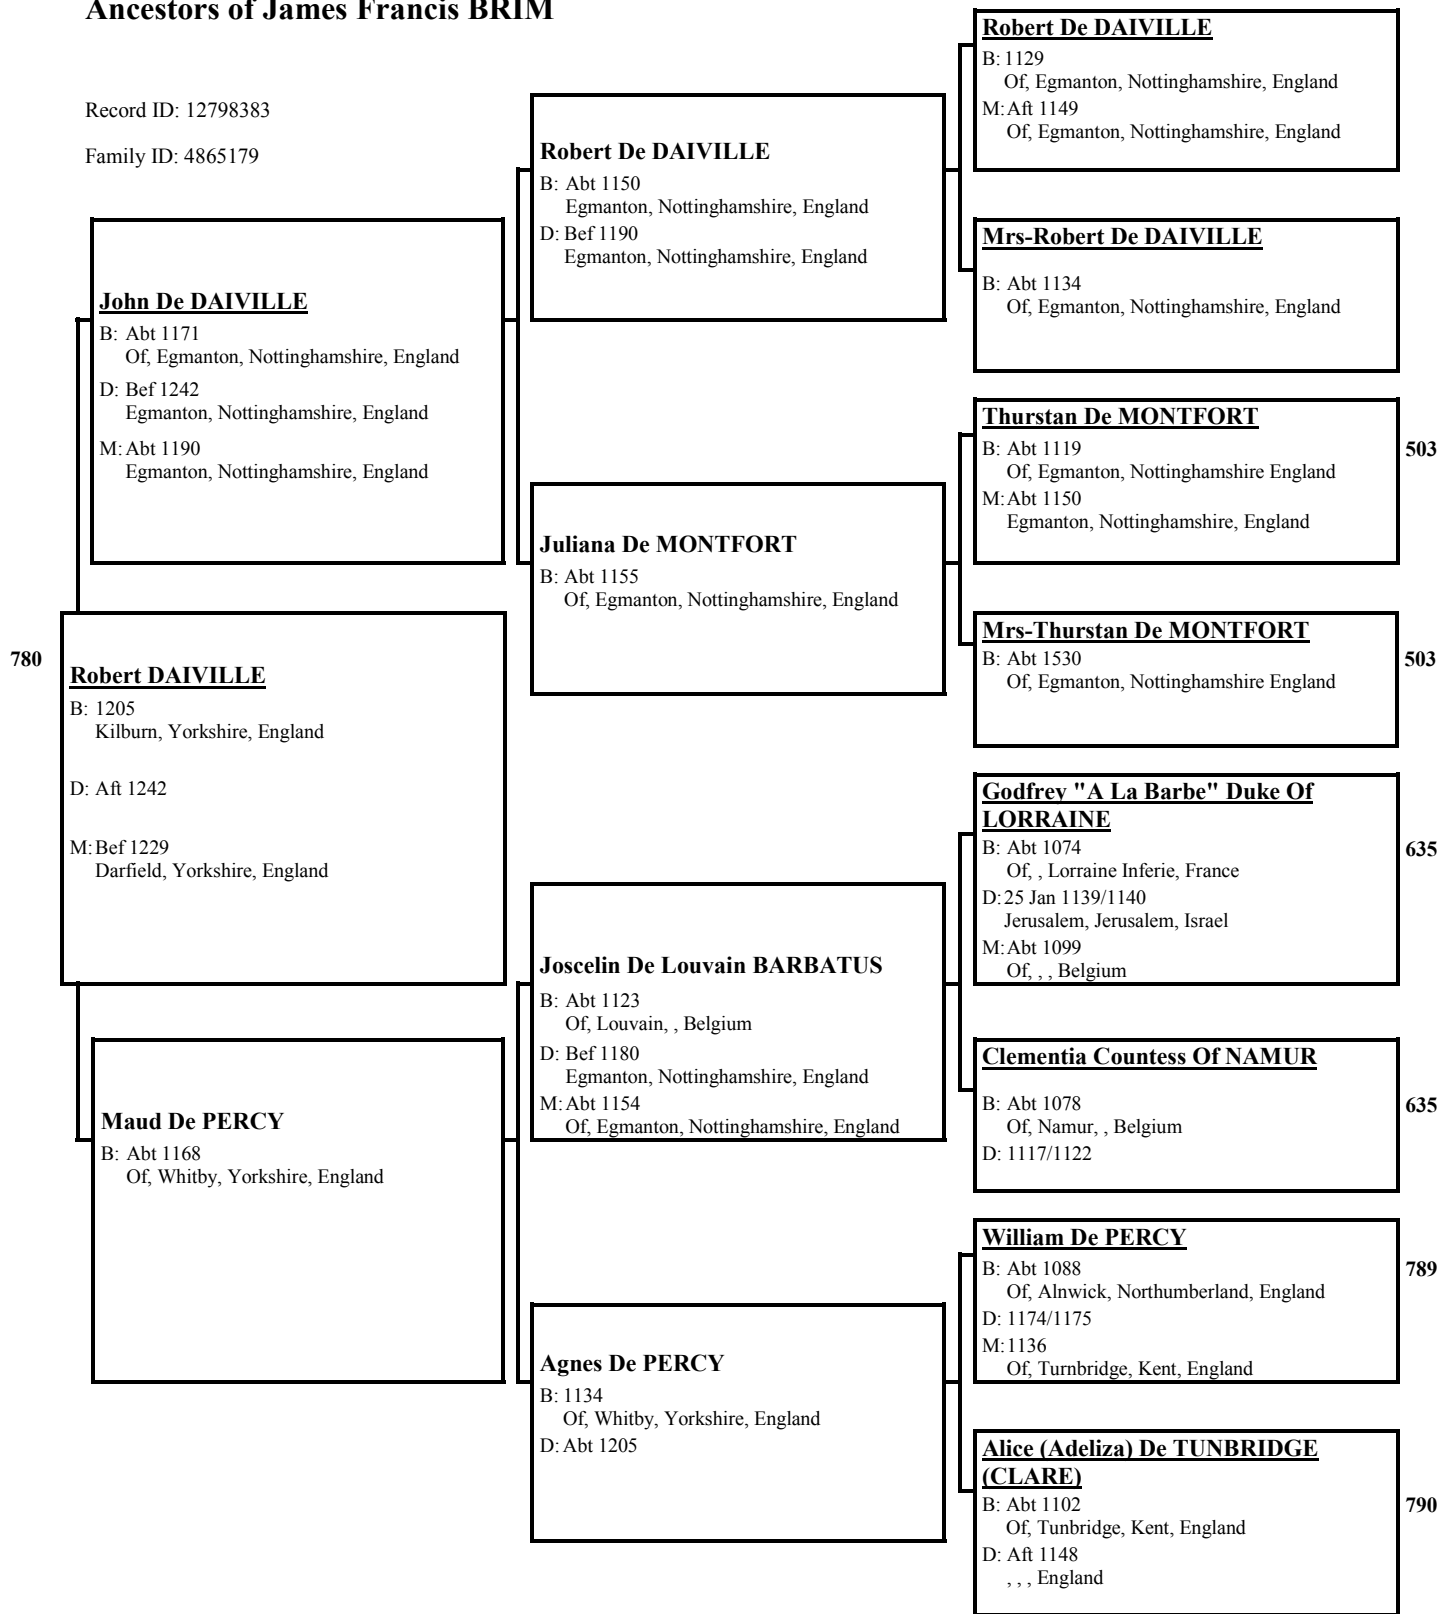 Ancestors of James Francis BRIM
Record ID: 12798383
Family ID: 4865179
780
Robert DAIVILLE
B: 1205
Kilburn, Yorkshire, England
D: Aft 1242
M: Bef 1229
Darfield, Yorkshire, England
John De DAIVILLE
B: Abt 1171
Of, Egmanton, Nottinghamshire, England
D: Bef 1242
Egmanton, Nottinghamshire, England
M: Abt 1190
Egmanton, Nottinghamshire, England
Maud De PERCY
B: Abt 1168
Of, Whitby, Yorkshire, England
Robert De DAIVILLE
B: Abt 1150
Egmanton, Nottinghamshire, England
D: Bef 1190
Egmanton, Nottinghamshire, England
Juliana De MONTFORT
B: Abt 1155
Of, Egmanton, Nottinghamshire, England
Joscelin De Louvain BARBATUS
B: Abt 1123
Of, Louvain, , Belgium
D: Bef 1180
Egmanton, Nottinghamshire, England
M: Abt 1154
Of, Egmanton, Nottinghamshire, England
Agnes De PERCY
B: 1134
Of, Whitby, Yorkshire, England
D: Abt 1205
Robert De DAIVILLE
B: 1129
Of, Egmanton, Nottinghamshire, England
M: Aft 1149
Of, Egmanton, Nottinghamshire, England
Mrs-Robert De DAIVILLE
B: Abt 1134
Of, Egmanton, Nottinghamshire, England
Thurstan De MONTFORT
B: Abt 1119
Of, Egmanton, Nottinghamshire England
M: Abt 1150
Egmanton, Nottinghamshire, England
503
Mrs-Thurstan De MONTFORT
B: Abt 1530
Of, Egmanton, Nottinghamshire England
503
Godfrey "A La Barbe" Duke Of
LORRAINE
B: Abt 1074
Of, , Lorraine Inferie, France
D: 25 Jan 1139/1140
Jerusalem, Jerusalem, Israel
M: Abt 1099
Of, , , Belgium
635
Clementia Countess Of NAMUR
B: Abt 1078
Of, Namur, , Belgium
D: 1117/1122
635
William De PERCY
B: Abt 1088
Of, Alnwick, Northumberland, England
D: 1174/1175
M: 1136
Of, Turnbridge, Kent, England
789
Alice (Adeliza) De TUNBRIDGE
(CLARE)
B: Abt 1102
Of, Tunbridge, Kent, England
D: Aft 1148
, , , England
790